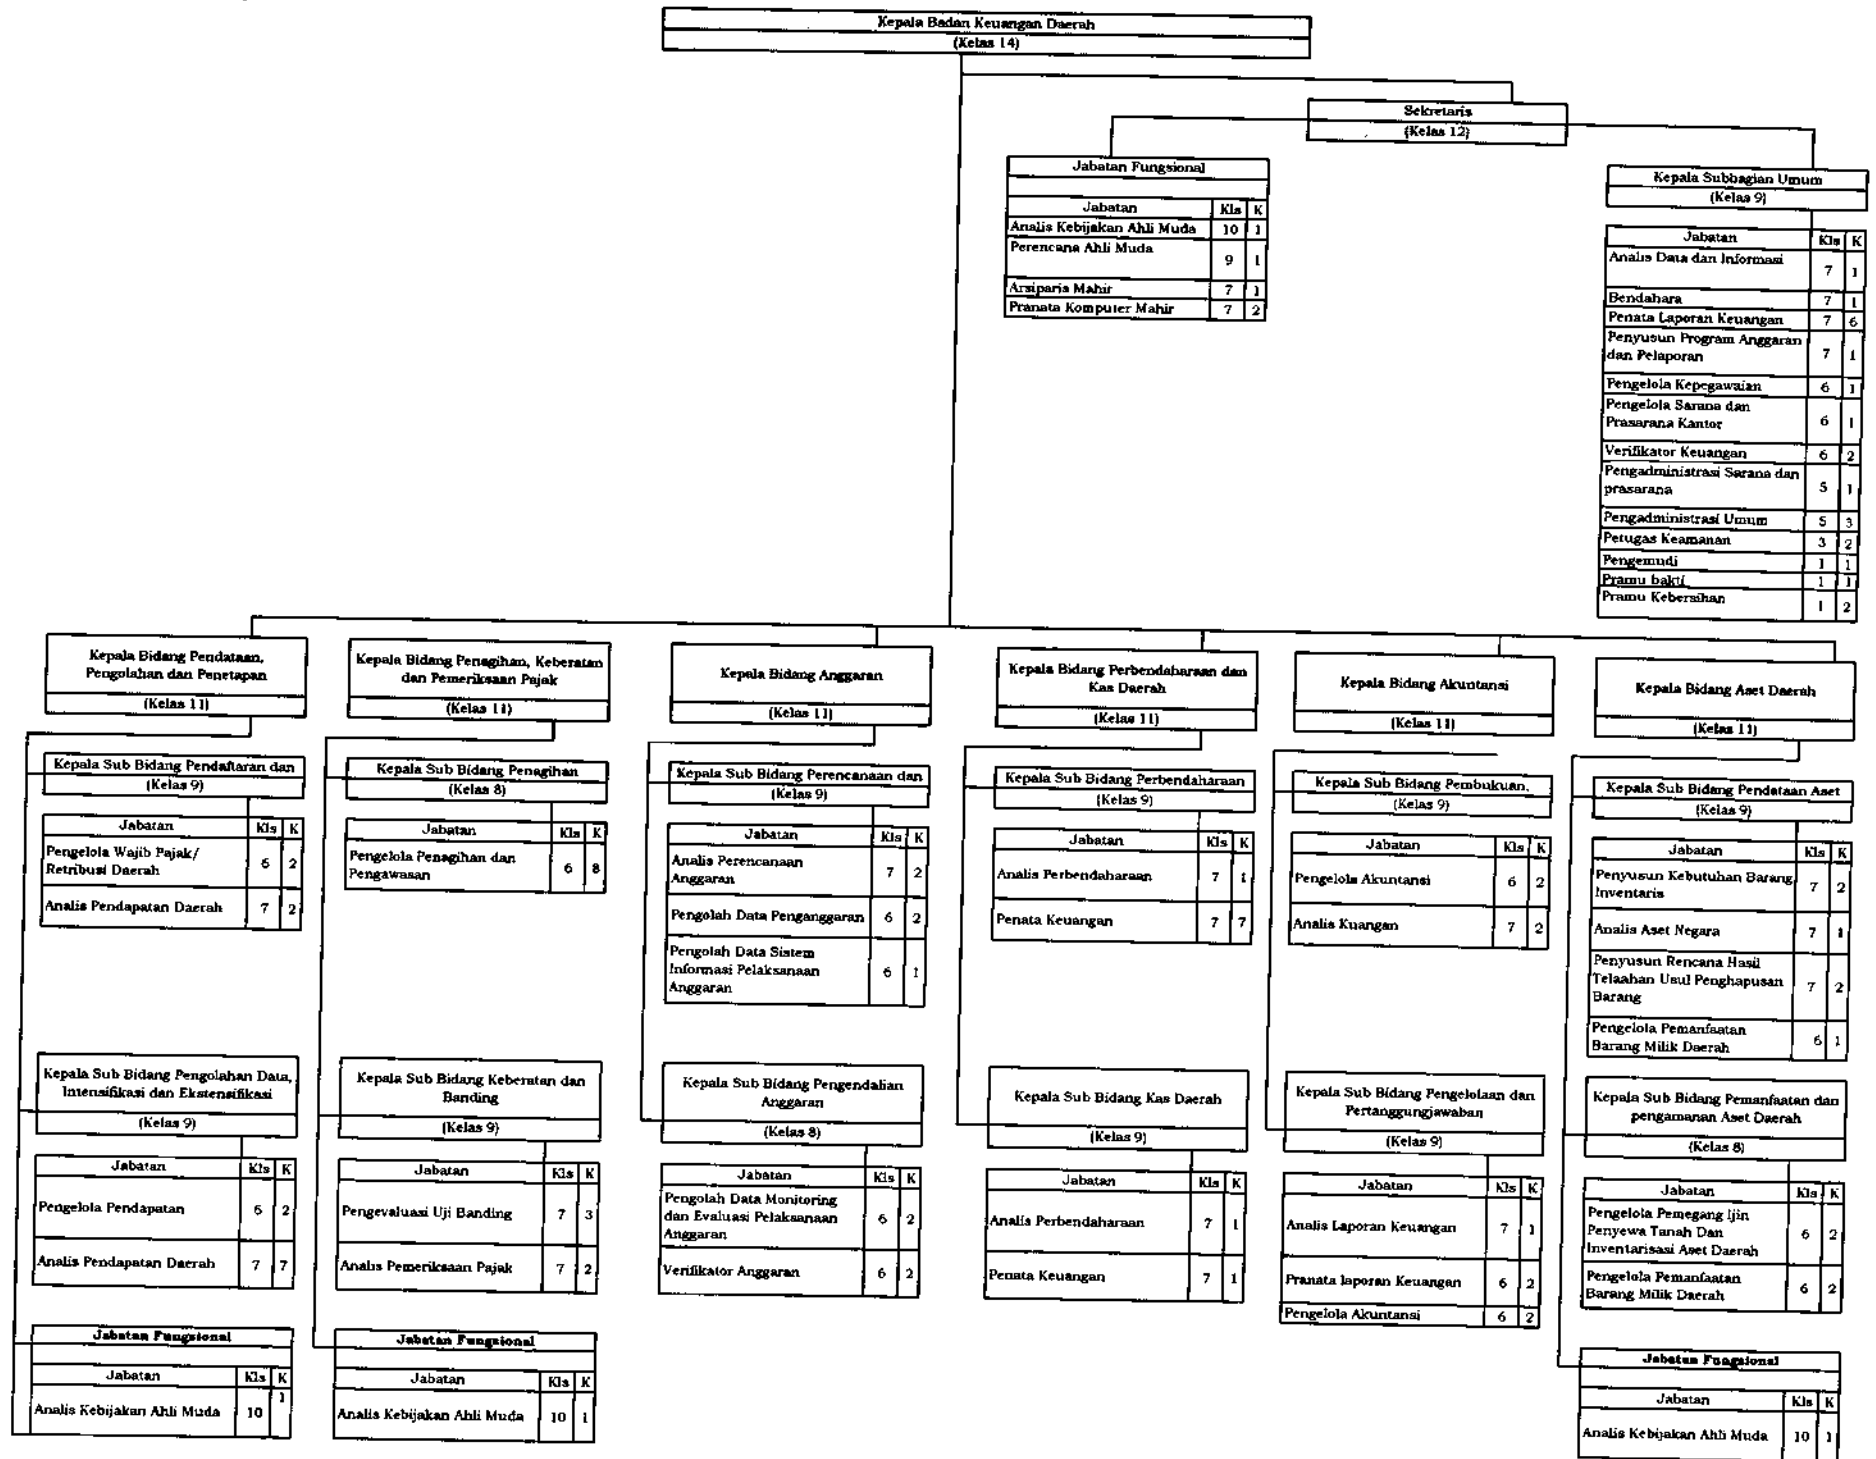 Kepala Badan Keuangan Daerah
(Kelas 14)
Sekretaris
(Kelas 12)
Jabatan Fungsional
Jabatan Kls K
Analis Kebijakan Ahli Muda 10 1
Perencana Ahli Muda 9 1
Arsiparis Mahir 7 1
Pranata Komputer Mahir 7 2
Kepala Subbagian Umum
(Kelas 9)
Jabatan Kls K
Analis Data dan Informasi 7 1
Bendahara 7 1
Penata Laporan Keuangan 7 6
Penyusun Program Anggaran
dan Pelaporan 7 1
Pengelola Kepegawaian 6 1
Pengelola Sarana dan
Prasarana Kantor 6 1
Verifikator Keuangan 6 2
Pengadministrasi Sarana dan
prasarana 5 1
Pengadministrasi Umum 5 3
Petugas Keamanan 3 2
Pengemudi 1 1
Pramu bakti 1 1
Pramu Kebersihan 1 2
Kepala Bidang Pendataan,
Pengolahan dan Penetapan
(Kelas 11)
Kepala Sub Bidang Pendaftaran dan
(Kelas 9)
Jabatan Kls K
Pengelola Wajib Pajak/
Retribusi Daerah 6 2
Analis Pendapatan Daerah 7 2
Kepala Sub Bidang Pengolahan Data,
Intensifikasi dan Ekstensifikasi
(Kelas 9)
Jabatan Kls K
Pengelola Pendapatan 6 2
Analis Pendapatan Daerah 7 7
Jabatan Fungsional
Jabatan Kls K
Analis Kebijakan Ahli Muda 10 1
Kepala Bidang Penagihan, Keberatan
dan Pemeriksaan Pajak
(Kelas 11)
Kepala Sub Bidang Penagihan
(Kelas 8)
Jabatan Kls K
Pengelola Penagihan dan
Pengawasan 6 8
Kepala Sub Bidang Keberatan dan
Banding
(Kelas 9)
Jabatan Kls K
Pengevaluasi Uji Banding 7 3
Analis Pemeriksaan Pajak 7 2
Jabatan Fungsional
Jabatan Kls K
Analis Kebijakan Ahli Muda 10 1
Kepala Bidang Anggaran
(Kelas 11)
Kepala Sub Bidang Perencanaan dan
(Kelas 9)
Jabatan Kls K
Analis Perencanaan
Anggaran 7 2
Pengolah Data Penganggaran 6 2
Pengolah Data Sistem
Informasi Pelaksanaan
Anggaran 6 1
Kepala Sub Bidang Pengendalian
Anggaran
(Kelas 8)
Jabatan Kls K
Pengolah Data Monitoring
dan Evaluasi Pelaksanaan
Anggaran 6 2
Verifikator Anggaran 6 2
Kepala Bidang Perbendaharaan dan
Kas Daerah
(Kelas 11)
Kepala Sub Bidang Perbendaharaan
(Kelas 9)
Jabatan Kls K
Analis Perbendaharaan 7 1
Penata Keuangan 7 7
Kepala Sub Bidang Kas Daerah
(Kelas 9)
Jabatan Kls K
Analis Perbendaharaan 7 1
Penata Keuangan 7 1
Kepala Bidang Akuntansi
(Kelas 11)
Kepala Sub Bidang Pembukuan,
(Kelas 9)
Jabatan Kls K
Pengelola Akuntansi 6 2
Analis Kuangan 7 2
Kepala Sub Bidang Pengelolaan dan
Pertanggungjawaban
(Kelas 9)
Jabatan Kls K
Analis Laporan Keuangan 7 1
Pranata laporan Keuangan 6 2
Pengelola Akuntansi 6 2
Kepala Bidang Aset Daerah
(Kelas 11)
Kepala Sub Bidang Pendataan Aset
(Kelas 9)
Jabatan Kls K
Penyusun Kebutuhan Barang
Inventaris 7 2
Analis Aset Negara 7 1
Penyusun Rencana Hasil
Telaahan Usul Penghapusan
Barang 7 2
Pengelola Pemanfaatan
Barang Milik Daerah 6 1
Kepala Sub Bidang Pemanfaatan dan
pengamanan Aset Daerah
(Kelas 8)
Jabatan Kls K
Pengelola Pemegang Ijin
Penyewa Tanah Dan
Inventarisasi Aset Daerah 6 2
Pengelola Pemanfaatan
Barang Milik Daerah 6 2
Jabatan Fungsional
Jabatan Kls K
Analis Kebijakan Ahli Muda 10 1